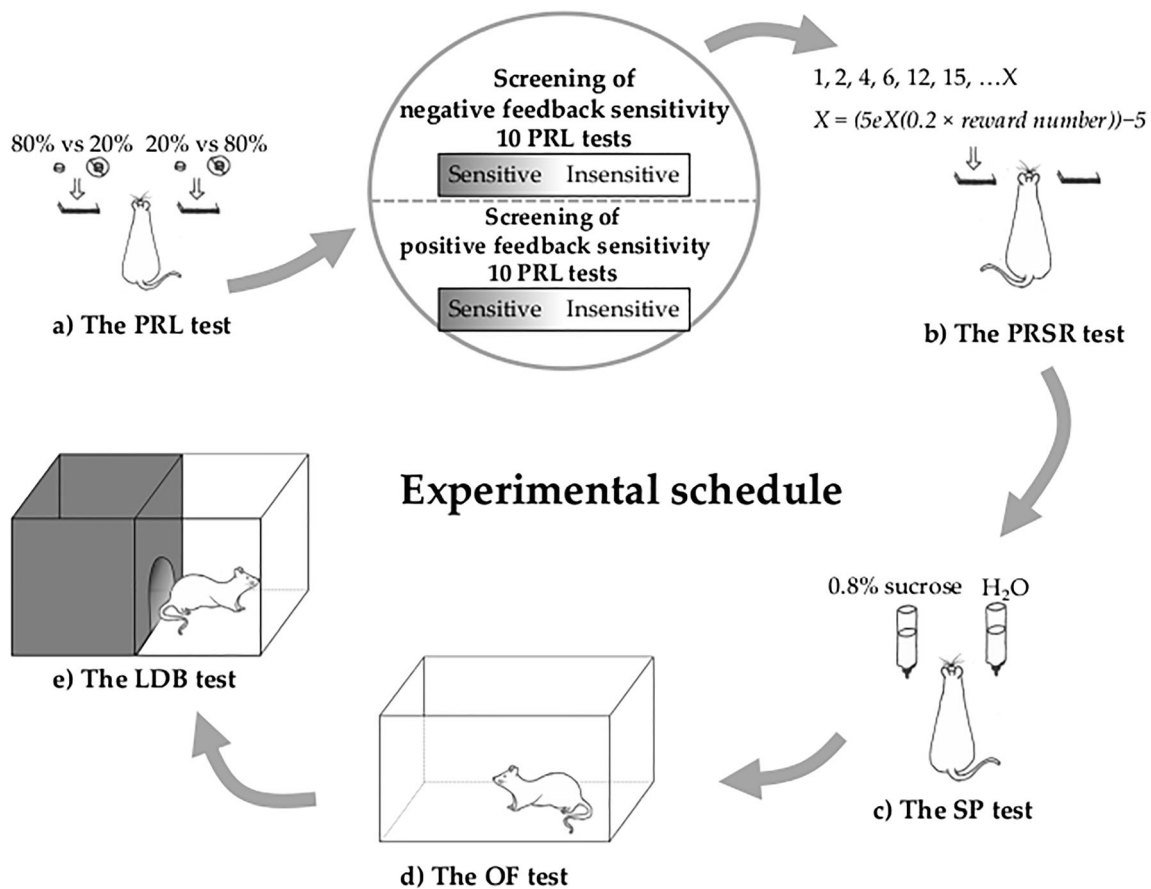 80% vs 20%  20% vs 80%
a) The PRL test
Screening of
negative feedback sensitivity
10 PRL tests
Sensitive  Insensitive
Screening of
positive feedback sensitivity
10 PRL tests
Sensitive  Insensitive
1, 2, 4, 6, 12, 15, …X
X = (5eX(0.2 × reward number))−5
b) The PRSR test
Experimental schedule
0.8% sucrose  H₂O
c) The SP test
d) The OF test
e) The LDB test